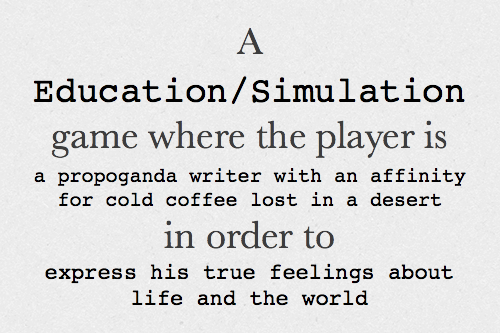 A
Education/Simulation
game where the player is
a propoganda writer with an affinity
for cold coffee lost in a desert
in order to
express his true feelings about
life and the world